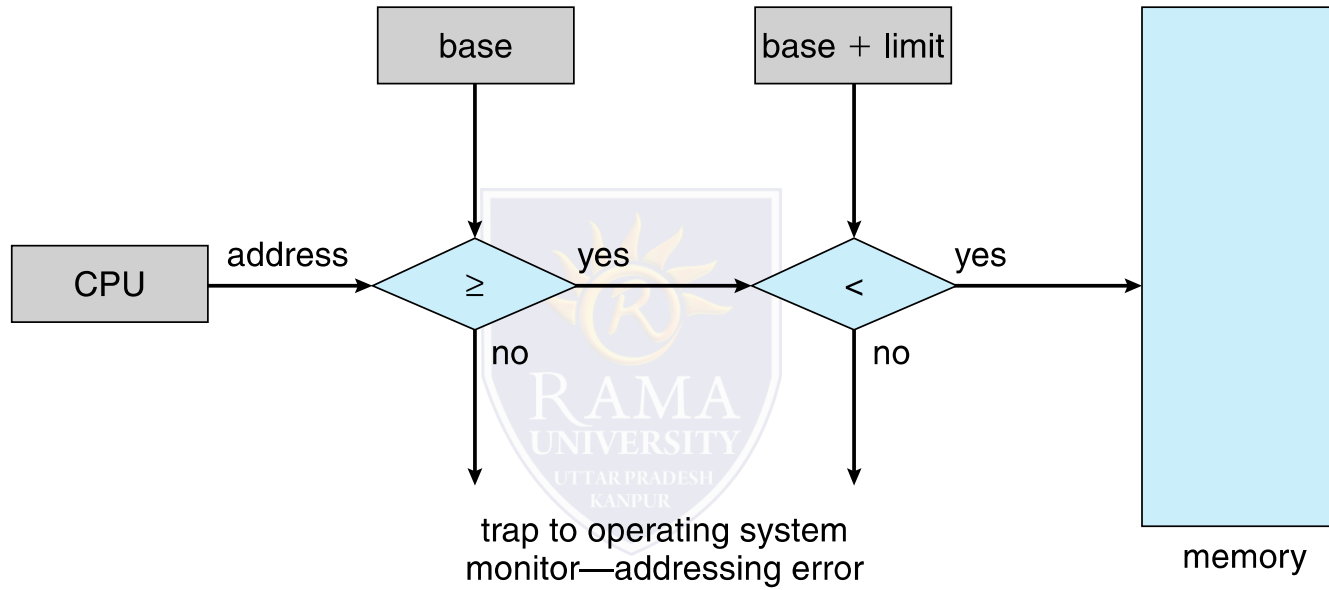 base
base + limit
CPU
address
≥
yes
<
yes
no
no
RAMA
UNIVERSITY
UTTAR PRADESH
KANPUR
trap to operating system
monitor—addressing error
memory